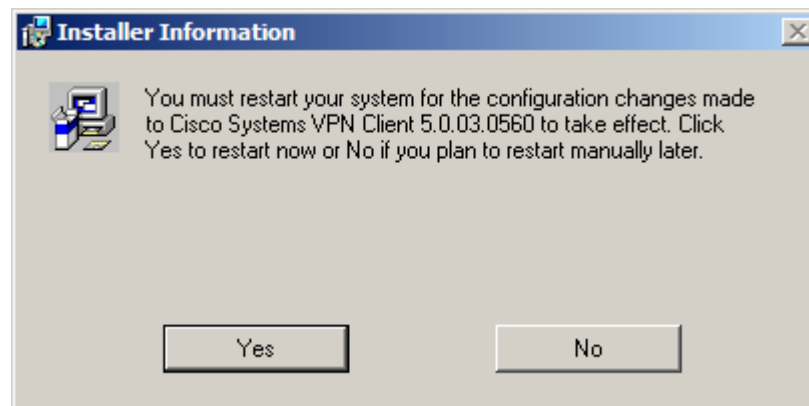 Installer Information
You must restart your system for the configuration changes made
to Cisco Systems VPN Client 5.0.03.0560 to take effect. Click
Yes to restart now or No if you plan to restart manually later.
Yes
No